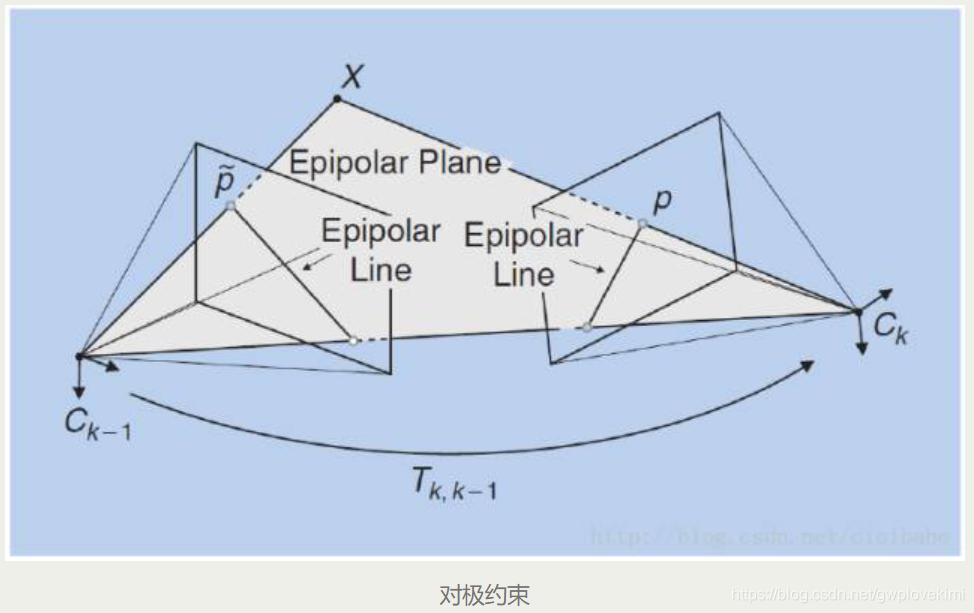 X
Epipolar Plane
p̃
p
Epipolar
Line
Epipolar
Line
C_k
C_{k−1}
T_{k, k−1}
对极约束
https://blog.csdn.net/gwplovekimi